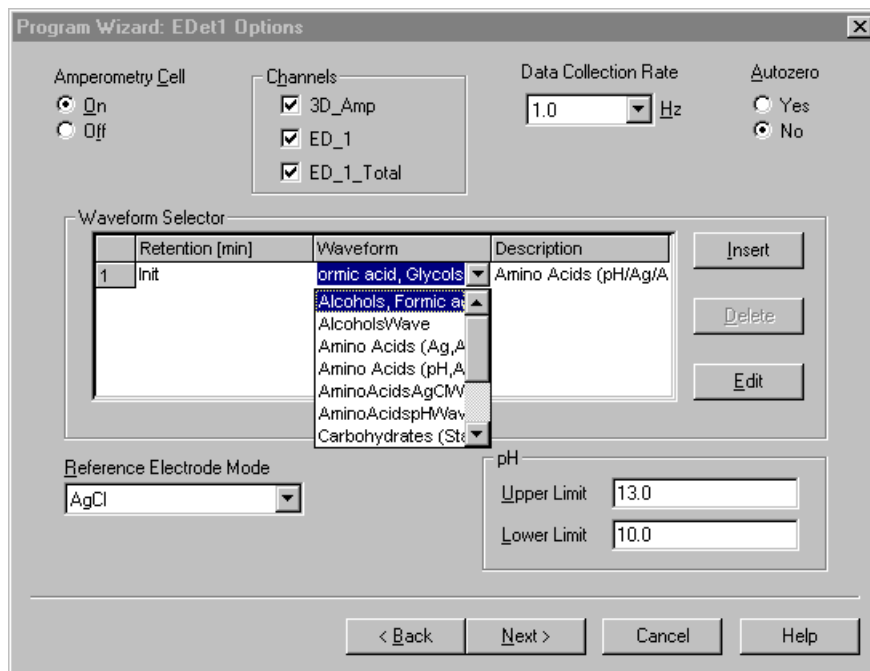 Program Wizard: EDet1 Options
Amperometry Cell
On
Off
Channels
3D_Amp
ED_1
ED_1_Total
Data Collection Rate
1.0 Hz
Autozero
Yes
No
Waveform Selector
Retention [min] Waveform Description
1 Init ormic acid, Glycols Amino Acids (pH/Ag/A
Alcohols, Formic a
AlcoholsWave
Amino Acids (Ag,A
Amino Acids (pH,A
AminoAcidsAgClW
AminoAcidspHWav
Carbohydrates (Sta
Insert
Delete
Edit
Reference Electrode Mode
AgCl
pH
Upper Limit 13.0
Lower Limit 10.0
< Back Next > Cancel Help